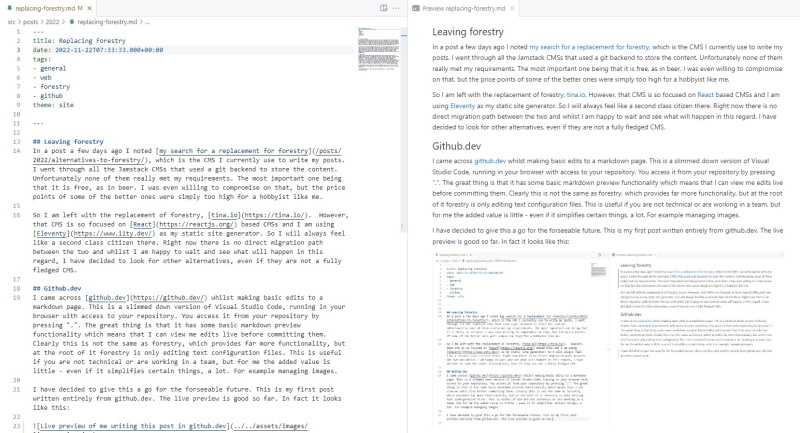 replacing-forestry.md M
src > posts > 2022 > replacing-forestry.md > ...
1 ---
2 title: Replacing Forestry
3 date: 2022-11-22T07:33:33.000+00:00
4 tags:
5 - general
6 - web
7 - forestry
8 - github
9 theme: site
10
11 ---
12
13 ## Leaving forestry
14 In a post a few days ago I noted [my search for a replacement for forestry](/posts/
2022/alternatives-to-forestry/), which is the CMS I currently use to write my posts.
I went through all the Jamstack CMSs that used a git backend to store the content.
Unfortunately none of them really met my requirements. The most important one being
that it is free, as in beer. I was even willing to compromise on that, but the price
points of some of the better ones were simply too high for a hobbyist like me.
15
16 So I am left with the replacement of forestry, [tina.io](https://tina.io/). However,
that CMS is so focused on [React](https://reactjs.org/) based CMSs and I am using
[Eleventy](https://www.11ty.dev/) as my static site generator. So I will always feel
like a second class citizen there. Right now there is no direct migration path
between the two and whilst I am happy to wait and see what will happen in this
regard, I have decided to look for other alternatives, even if they are not a fully
fledged CMS.
17
18 ## Github.dev
19 I came across [github.dev](https://github.dev/) whilst making basic edits to a
markdown page. This is a slimmed down version of Visual Studio Code, running in your
browser with access to your repository. You access it from your repository by
pressing ".". The great thing is that it has some basic markdown preview
functionality which means that I can view me edits live before committing them.
Clearly this is not the same as forestry, which provides far more functionality, but
at the root of it forestry is only editing text configuration files. This is useful
if you are not technical or are working in a team, but for me the added value is
little - even if it simplifies certain things, a lot. For example managing images.
20
21 I have decided to give this a go for the forseeable future. This is my first post
written entirely from github.dev. The live preview is good so far. In fact it looks
like this:
22
23 ![Live preview of me writing this post in github.dev](../../assets/images/
Preview replacing-forestry.md
Leaving forestry
In a post a few days ago I noted my search for a replacement for forestry, which is the CMS I currently use to write my
posts. I went through all the Jamstack CMSs that used a git backend to store the content. Unfortunately none of them
really met my requirements. The most important one being that it is free, as in beer. I was even willing to compromise
on that, but the price points of some of the better ones were simply too high for a hobbyist like me.
So I am left with the replacement of forestry, tina.io. However, that CMS is so focused on React based CMSs and I am
using Eleventy as my static site generator. So I will always feel like a second class citizen there. Right now there is no
direct migration path between the two and whilst I am happy to wait and see what will happen in this regard, I have
decided to look for other alternatives, even if they are not a fully fledged CMS.
Github.dev
I came across github.dev whilst making basic edits to a markdown page. This is a slimmed down version of Visual
Studio Code, running in your browser with access to your repository. You access it from your repository by pressing
".". The great thing is that it has some basic markdown preview functionality which means that I can view me edits live
before committing them. Clearly this is not the same as forestry, which provides far more functionality, but at the root
of it forestry is only editing text configuration files. This is useful if you are not technical or are working in a team, but
for me the added value is little - even if it simplifies certain things, a lot. For example managing images.
I have decided to give this a go for the forseeable future. This is my first post written entirely from github.dev. The live
preview is good so far. In fact it looks like this:
Leaving forestry
Github.dev